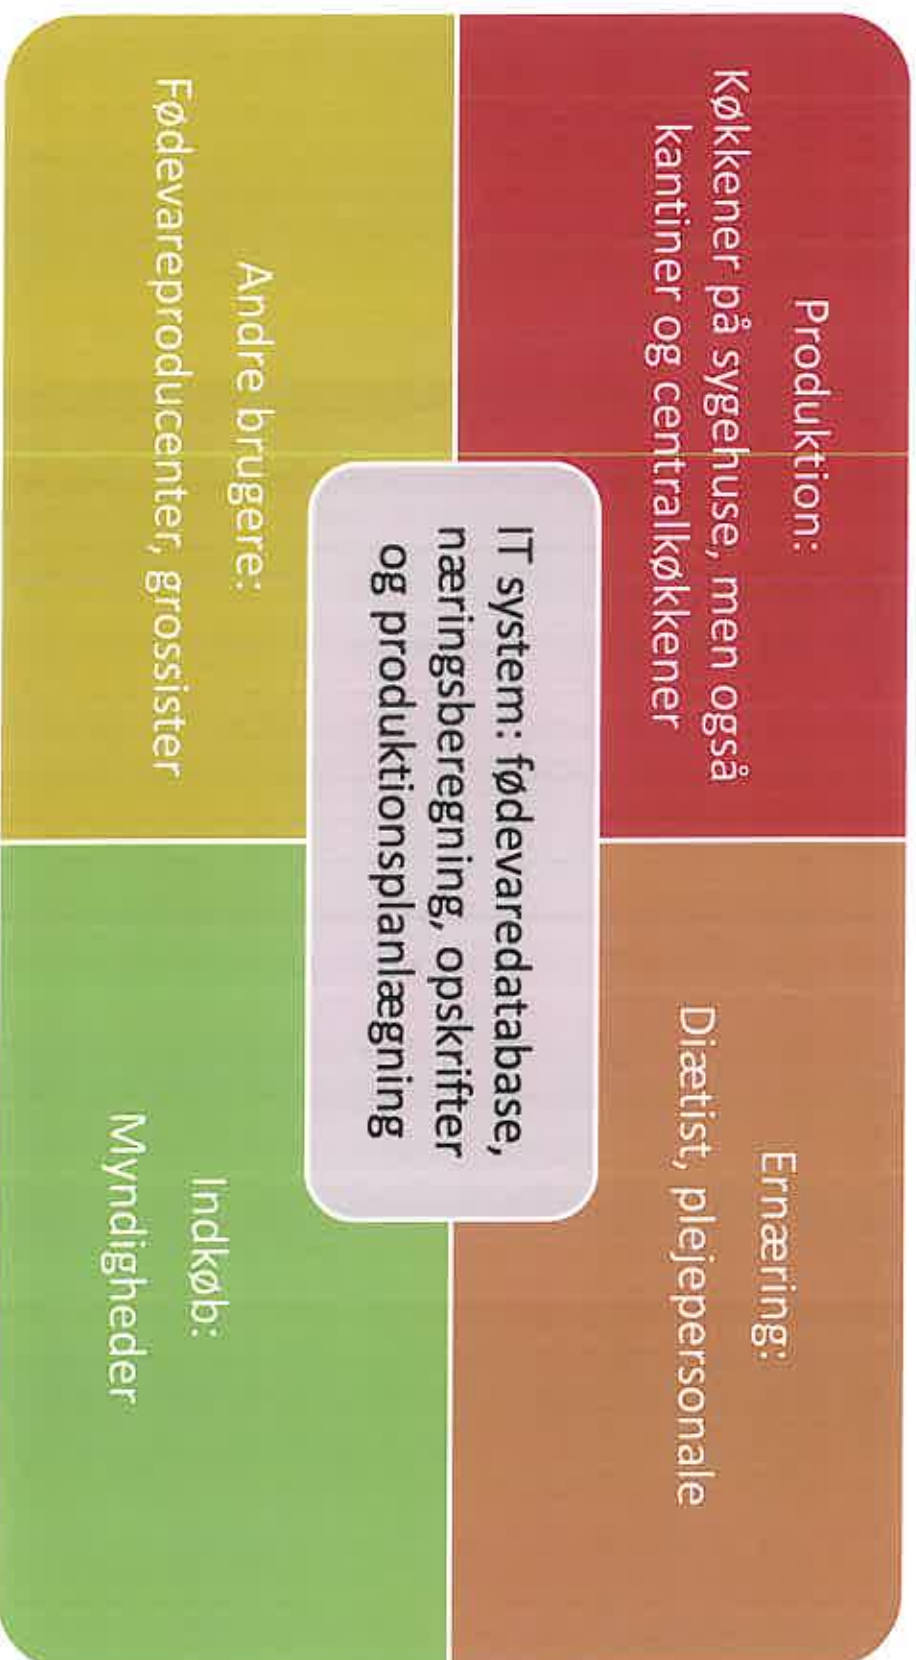 Produktion:
Køkkener på sygehuse, men også
kantiner og centralkøkkener
Ernæring:
Diætist, plejepersonale
IT system: fødevaredatabase,
næringsberegning, opskrifter
og produktionsplanlægning
Andre brugere:
Fødevareproducenter, grossister
Indkøb:
Myndigheder